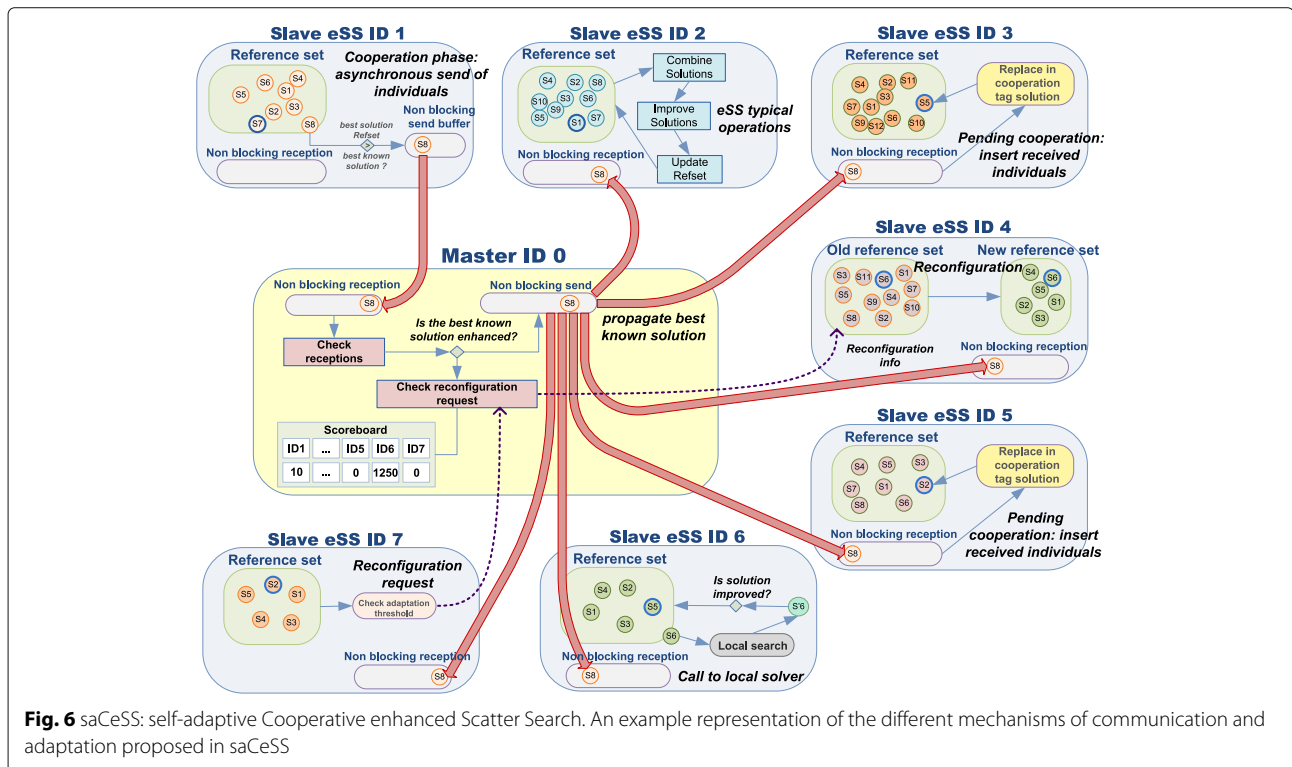 Slave eSS ID 1
Reference set
S6
S4
S1
S5
S3
S2
S7
S8
Cooperation phase:
asynchronous send of
individuals
Non blocking
send buffer
best solution
Refset
>
best known
solution ?
S8
Non blocking reception
Slave eSS ID 2
Reference set
S4
S2
S8
S10
S3
S6
S9
S5
S1
S7
Combine
Solutions
Improve
Solutions
Update
Refset
eSS typical
operations
Non blocking reception
S8
Slave eSS ID 3
Reference set
S4
S2
S11
S3
S7
S1
S5
S9
S12
S6
S10
Replace in
cooperation
tag solution
Non blocking reception
S8
Pending cooperation:
insert received
individuals
Master ID 0
Non blocking reception
S8
Non blocking send
S8
Is the best known
solution enhanced?
propagate best
known solution
Check
receptions
Check reconfiguration
request
Scoreboard
ID1 ... ID5 ID6 ID7
10 ... 0 1250 0
Slave eSS ID 4
Old reference set
New reference set
Reconfiguration
S3
S11
S6
S1
S5
S7
S9
S4
S10
S8
S2
S4
S6
S5
S2
S1
S3
Reconfiguration
info
Non blocking reception
S8
Slave eSS ID 5
Reference set
S4
S5
S3
S7
S1
S2
S8
S6
Replace in
cooperation
tag solution
Non blocking reception
S8
Pending
cooperation: insert
received individuals
Slave eSS ID 7
Reference set
S2
S5
S1
S4
S3
Reconfiguration
request
Check adaptation
threshold
Non blocking reception
S8
Slave eSS ID 6
Reference set
S4
S2
S1
S5
S3
S6
Is solution
improved?
S'6
Local search
Non blocking reception
S8
Call to local solver
Fig. 6 saCeSS: self-adaptive Cooperative enhanced Scatter Search. An example representation of the different mechanisms of communication and
adaptation proposed in saCeSS